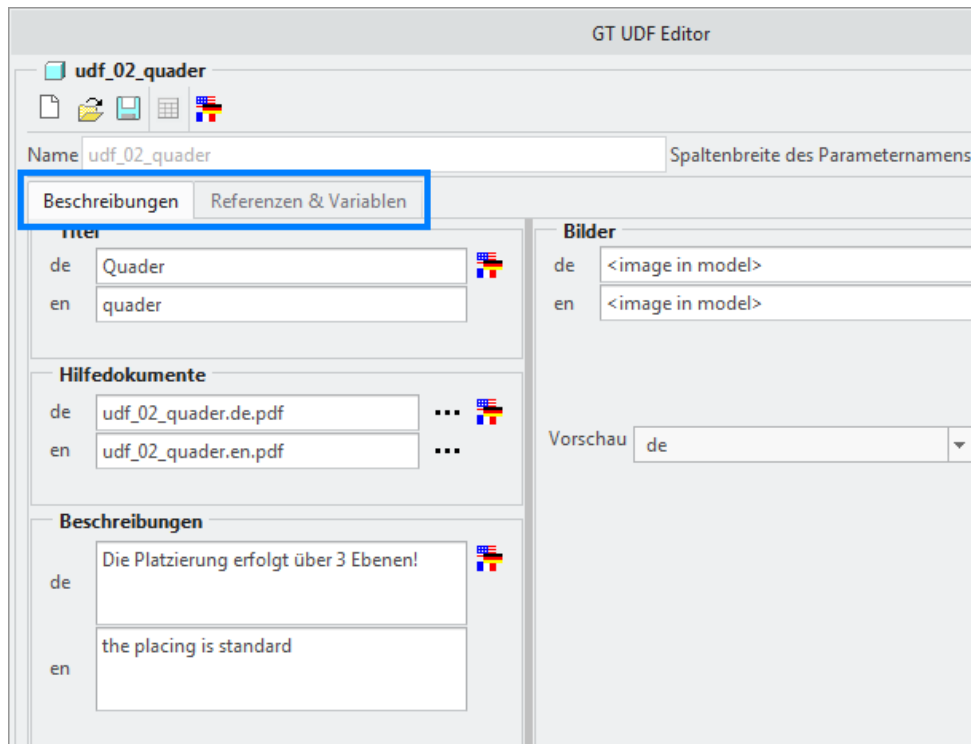 GT UDF Editor
udf_02_quader
Name udf_02_quader Spaltenbreite des Parameternamens
Beschreibungen Referenzen & Variablen
Titel
de Quader
en quader
Bilder
de <image in model>
en <image in model>
Hilfedokumente
de udf_02_quader.de.pdf
en udf_02_quader.en.pdf
Vorschau de
Beschreibungen
de Die Platzierung erfolgt über 3 Ebenen!
en the placing is standard